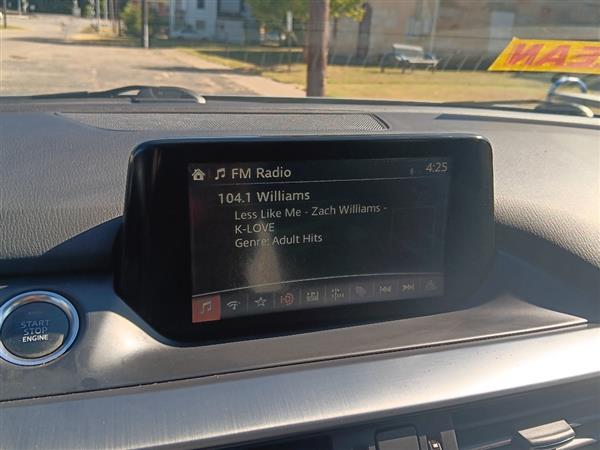 EAM
FM Radio 4:25
104.1 Williams
Less Like Me - Zach Williams -
K-LOVE
Genre: Adult Hits
START
STOP
ENGINE